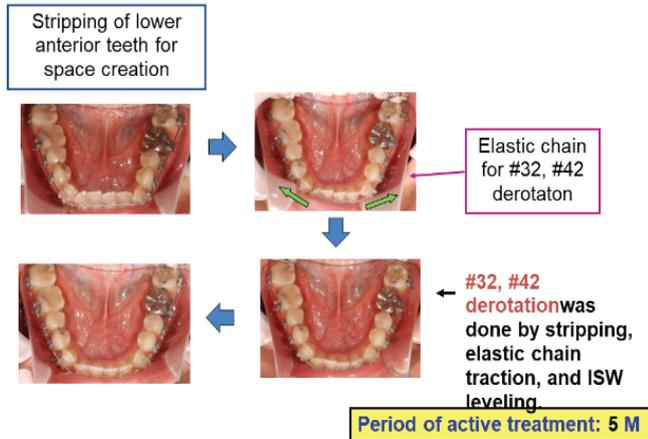 Stripping of lower
anterior teeth for
space creation
Elastic chain
for #32, #42
derotaton
#32, #42
derotationwas
done by stripping,
elastic chain
traction, and ISW
leveling.
Period of active treatment: 5 M